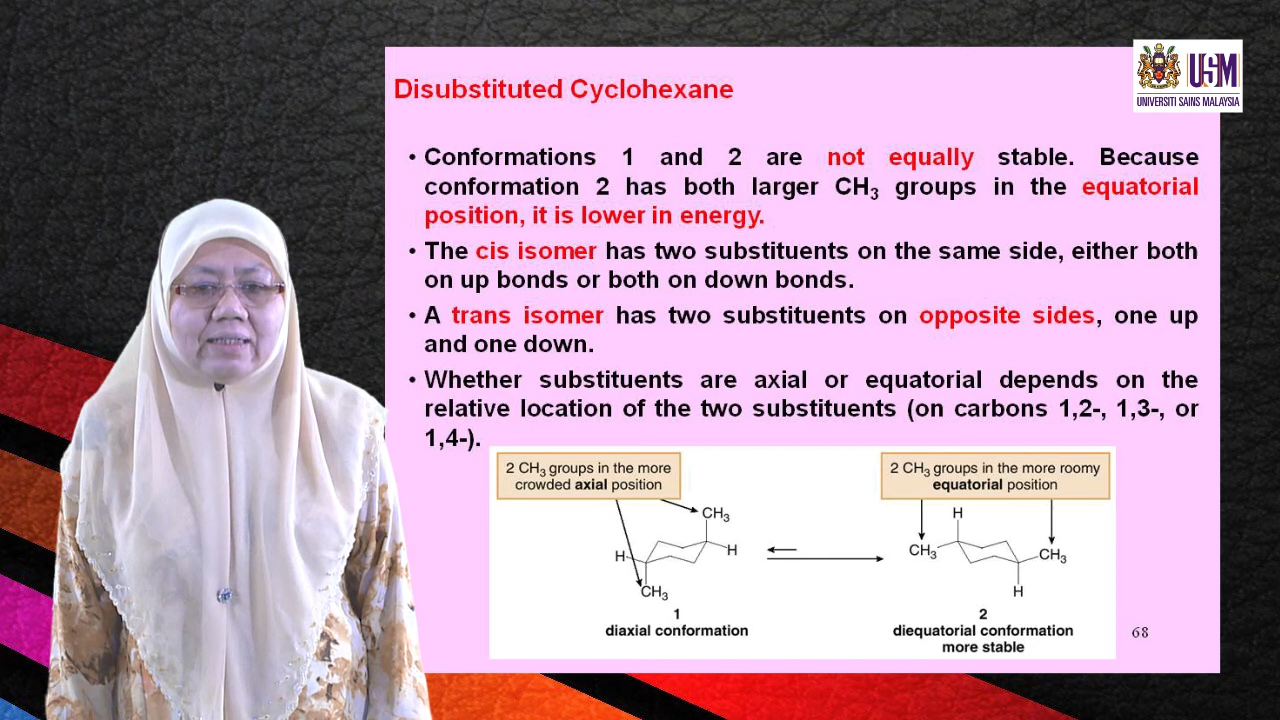 USM
UNIVERSITI SAINS MALAYSIA
Disubstituted Cyclohexane
• Conformations 1 and 2 are not equally stable. Because
conformation 2 has both larger CH₃ groups in the equatorial
position, it is lower in energy.
• The cis isomer has two substituents on the same side, either both
on up bonds or both on down bonds.
• A trans isomer has two substituents on opposite sides, one up
and one down.
• Whether substituents are axial or equatorial depends on the
relative location of the two substituents (on carbons 1,2-, 1,3-, or
1,4-).
2 CH₃ groups in the more
crowded axial position
CH₃
H
H
CH₃
1
diaxial conformation
2 CH₃ groups in the more roomy
equatorial position
H
CH₃
CH₃
H
2
diequatorial conformation
more stable
68